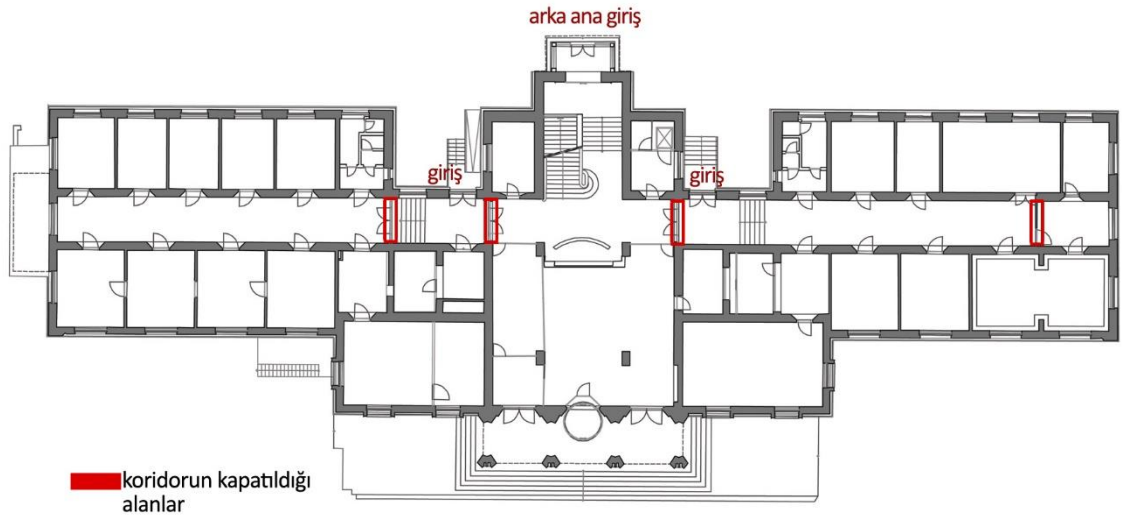 arka ana giriş
giriş
giriş
koridorun kapatıldığı
alanlar